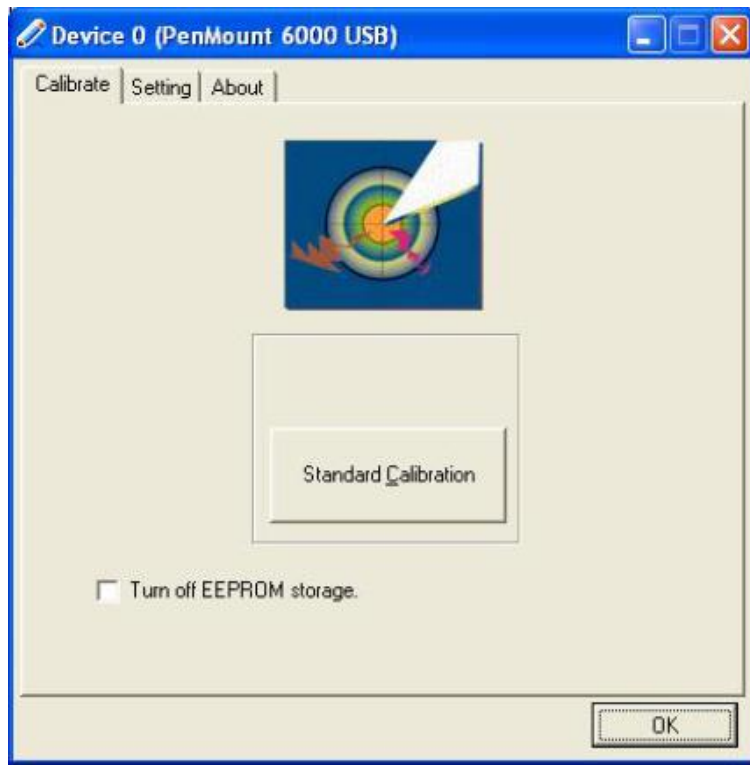 Device 0 (PenMount 6000 USB)
Calibrate Setting About
Standard Calibration
Turn off EEPROM storage.
OK